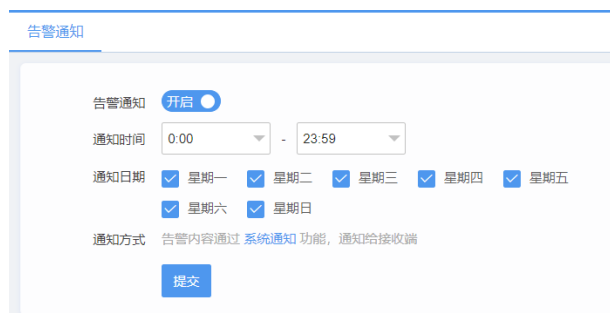 告警通知
告警通知 开启
通知时间 0:00 - 23:59
通知日期 星期一 星期二 星期三 星期四 星期五
星期六 星期日
通知方式 告警内容通过 系统通知 功能，通知给接收端
提交